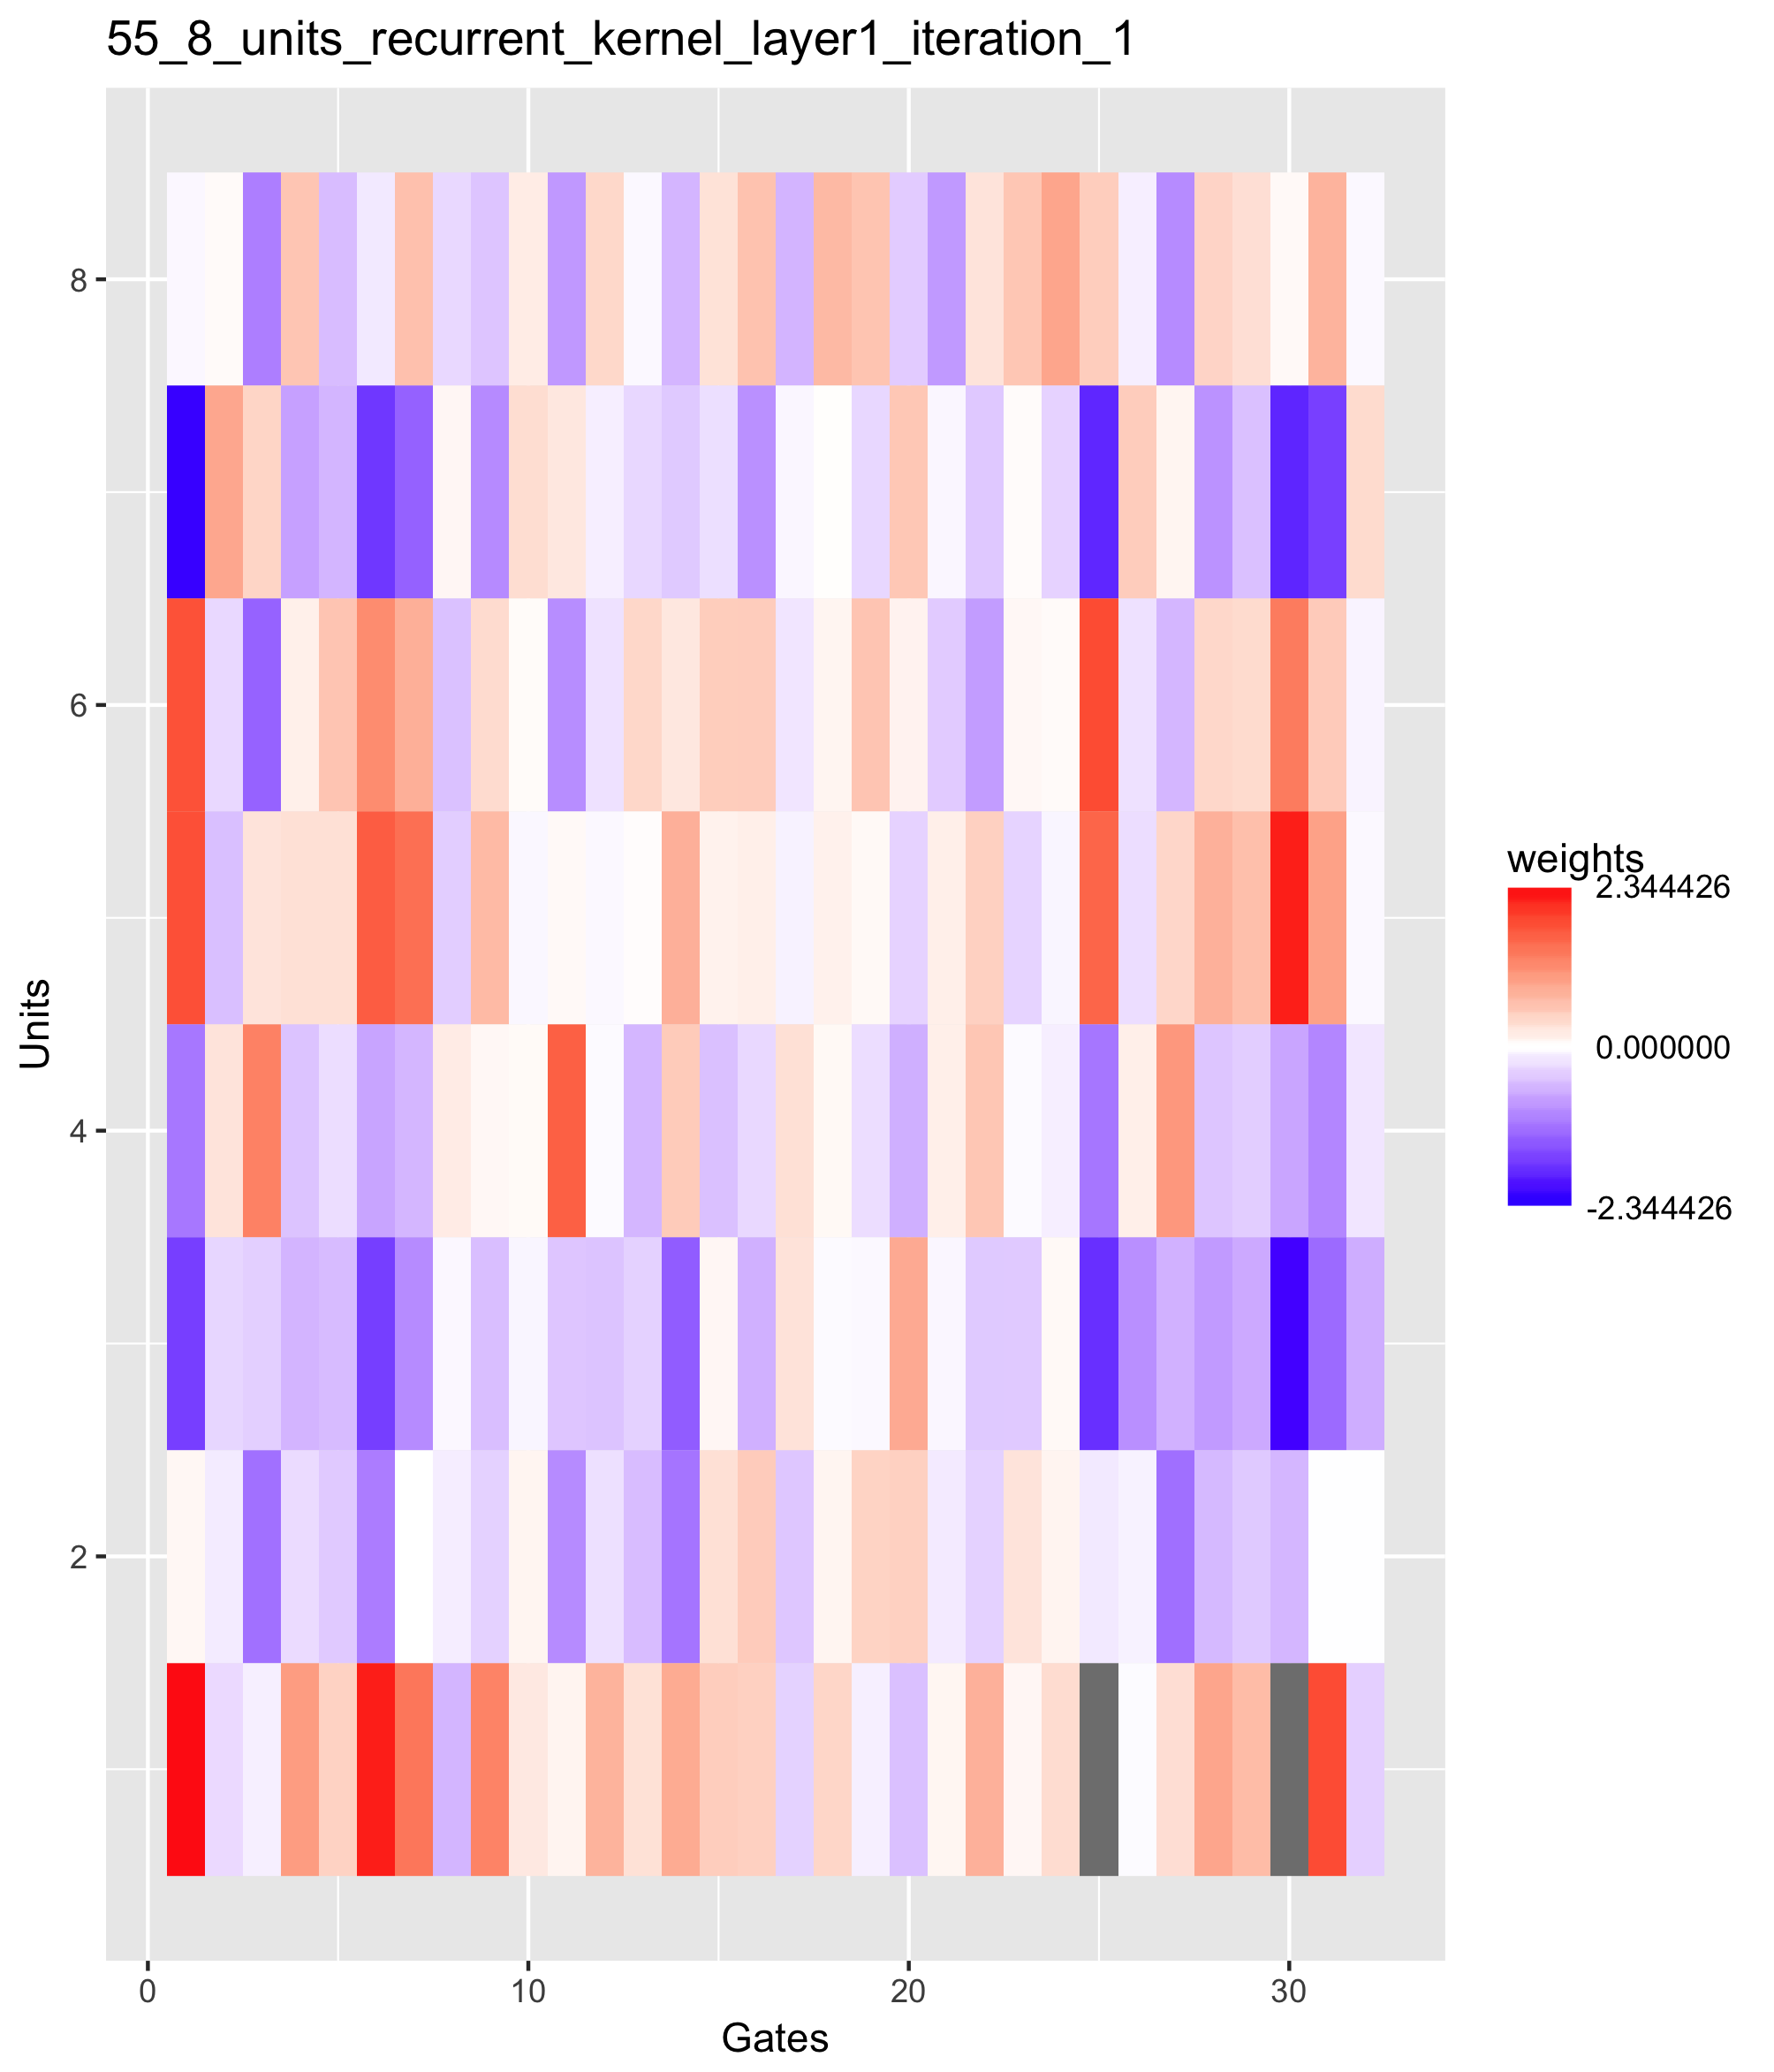 55_8_units_recurrent_kernel_layer1_iteration_1
8
6
4
2
Units
0 10 20 30
Gates
weights
2.344426
0.000000
-2.344426